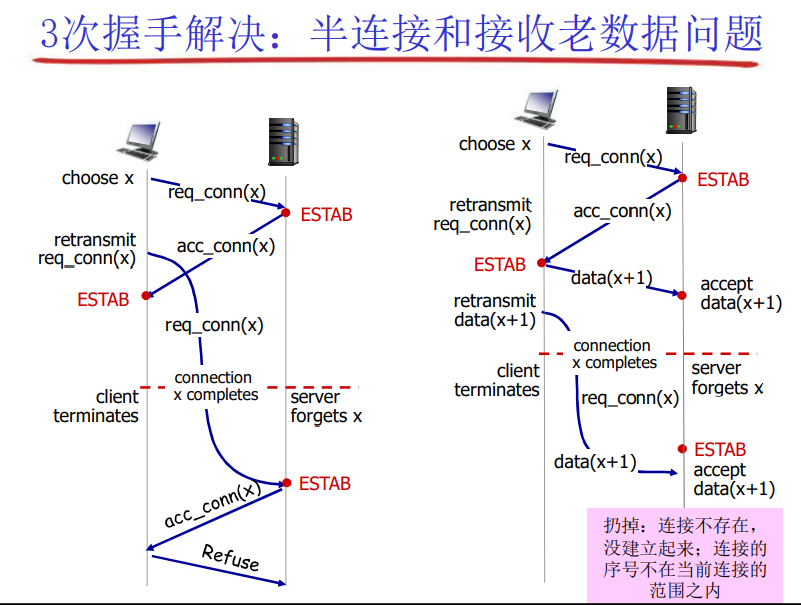 3次握手解决：半连接和接收老数据问题
choose x
req_conn(x)
ESTAB
retransmit
req_conn(x)
acc_conn(x)
ESTAB
req_conn(x)
connection
x completes
client
terminates
server
forgets x
ESTAB
acc_conn(x)
Refuse
choose x
req_conn(x)
ESTAB
retransmit
req_conn(x)
acc_conn(x)
ESTAB
data(x+1)
accept
data(x+1)
retransmit
data(x+1)
connection
x completes
client
terminates
server
forgets x
req_conn(x)
ESTAB
data(x+1)
accept
data(x+1)
扔掉：连接不存在，
没建立起来；连接的
序号不在当前连接的
范围之内